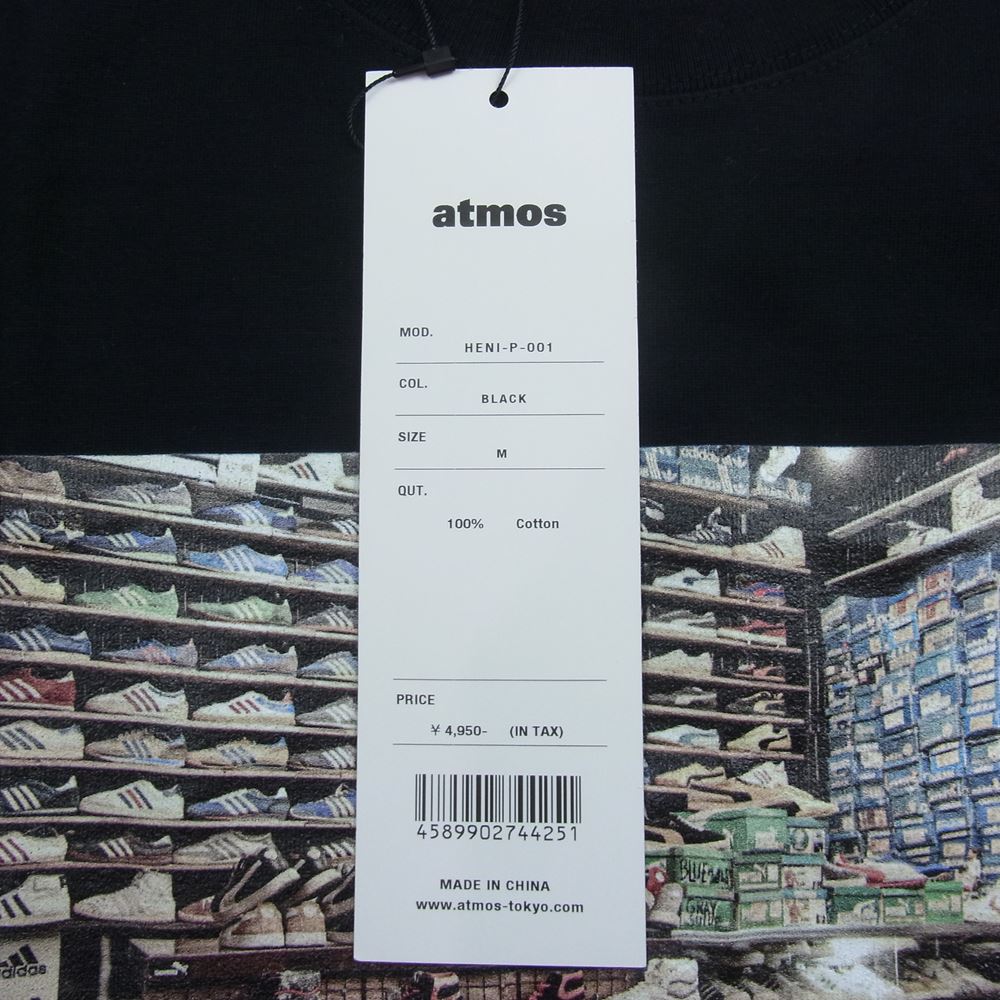 atmos
MOD.
HENI-P-001
COL.
BLACK
SIZE
M
QUT.
100% Cotton
PRICE
¥ 4,950- (IN TAX)
4589902744251
MADE IN CHINA
www.atmos-tokyo.com
adidas